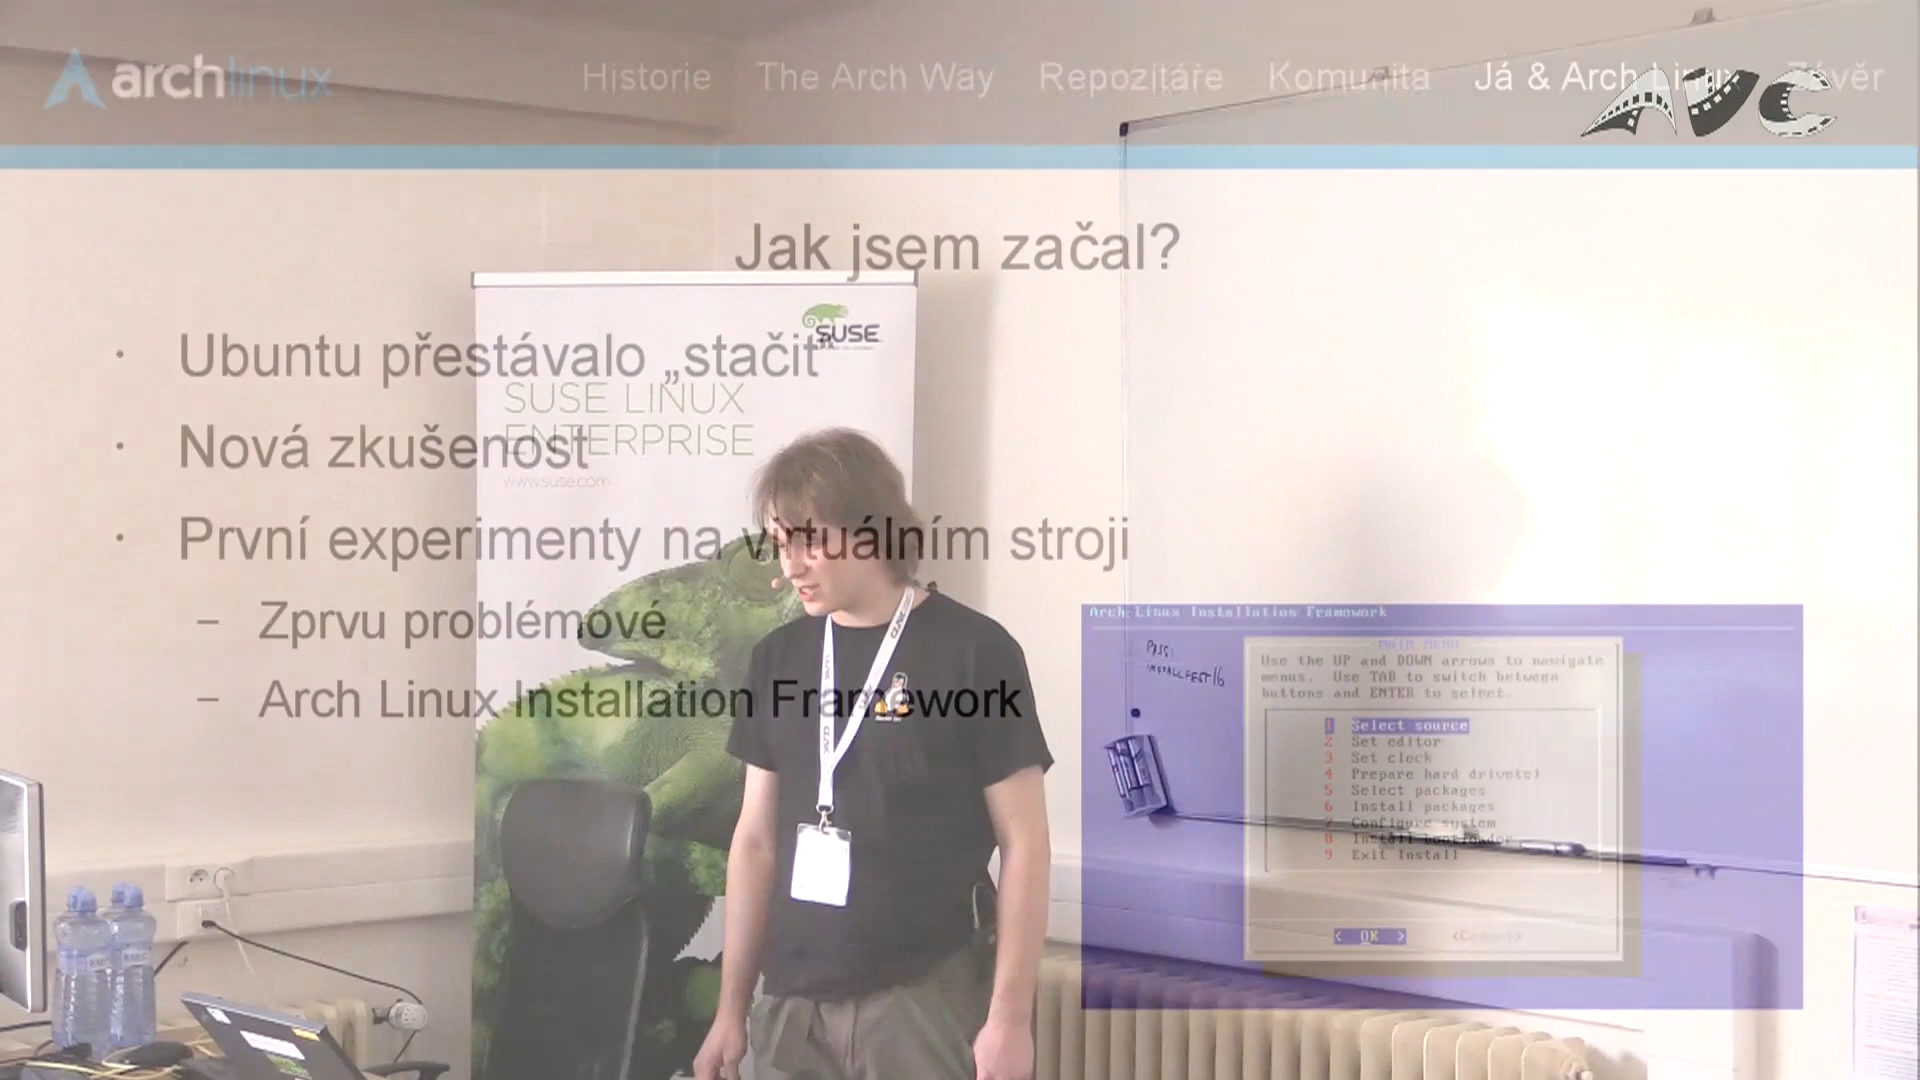 archlinux
Historie The Arch Way Repozitáře Komunita Já & Arch Linux Závěr
AVC
Jak jsem začal?
SUSE
· Ubuntu přestávalo „stačit“
SUSE LINUX
ENTERPRISE
www.suse.com
· Nová zkušenost
· První experimenty na virtuálním stroji
– Zprvu problémové
– Arch Linux Installation Framework
Arch Linux Installation Framework
MAIN MENU
Use the UP and DOWN arrows to navigate
menus. Use TAB to switch between
buttons and ENTER to select.
1 Select source
2 Set editor
3 Set clock
4 Prepare hard drive(s)
5 Select packages
6 Install packages
7 Configure system
8 Install bootloader
9 Exit Install
< OK > <Cancel>
PASS:
INSTALLFEST16